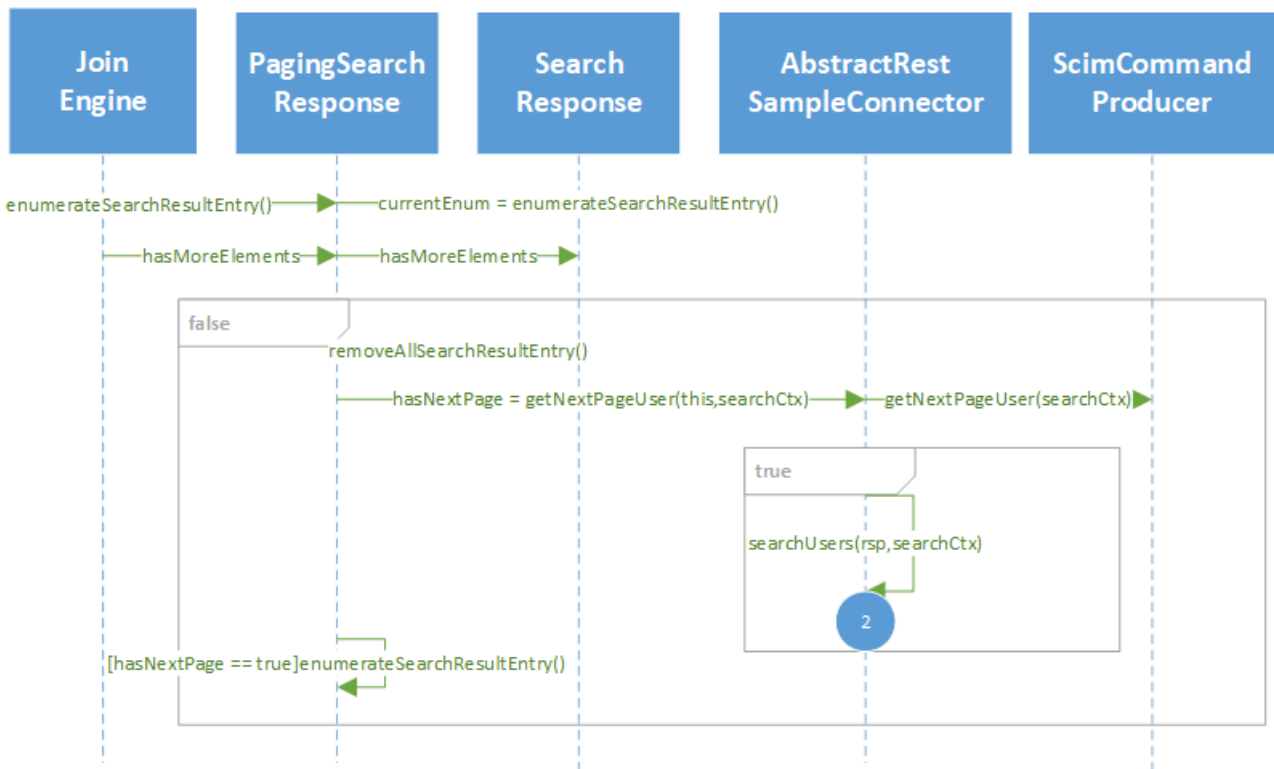 Join
Engine
PagingSearch
Response
Search
Response
AbstractRest
SampleConnector
ScimCommand
Producer
enumerateSearchResultEntry()
currentEnum = enumerateSearchResultEntry()
hasMoreElements
hasMoreElements
false
removeAllSearchResultEntry()
hasNextPage = getNextPageUser(this,searchCtx)
getNextPageUser(searchCtx)
true
searchUsers(rsp,searchCtx)
2
[hasNextPage == true]enumerateSearchResultEntry()